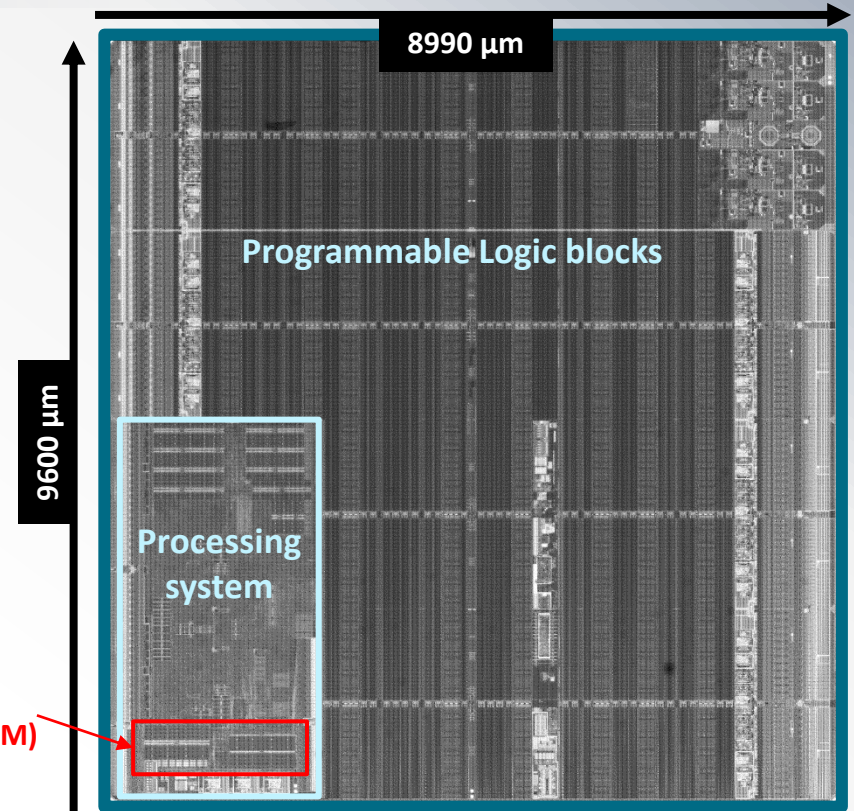 8990 µm
Programmable Logic blocks
9600 µm
Processing
system
M)